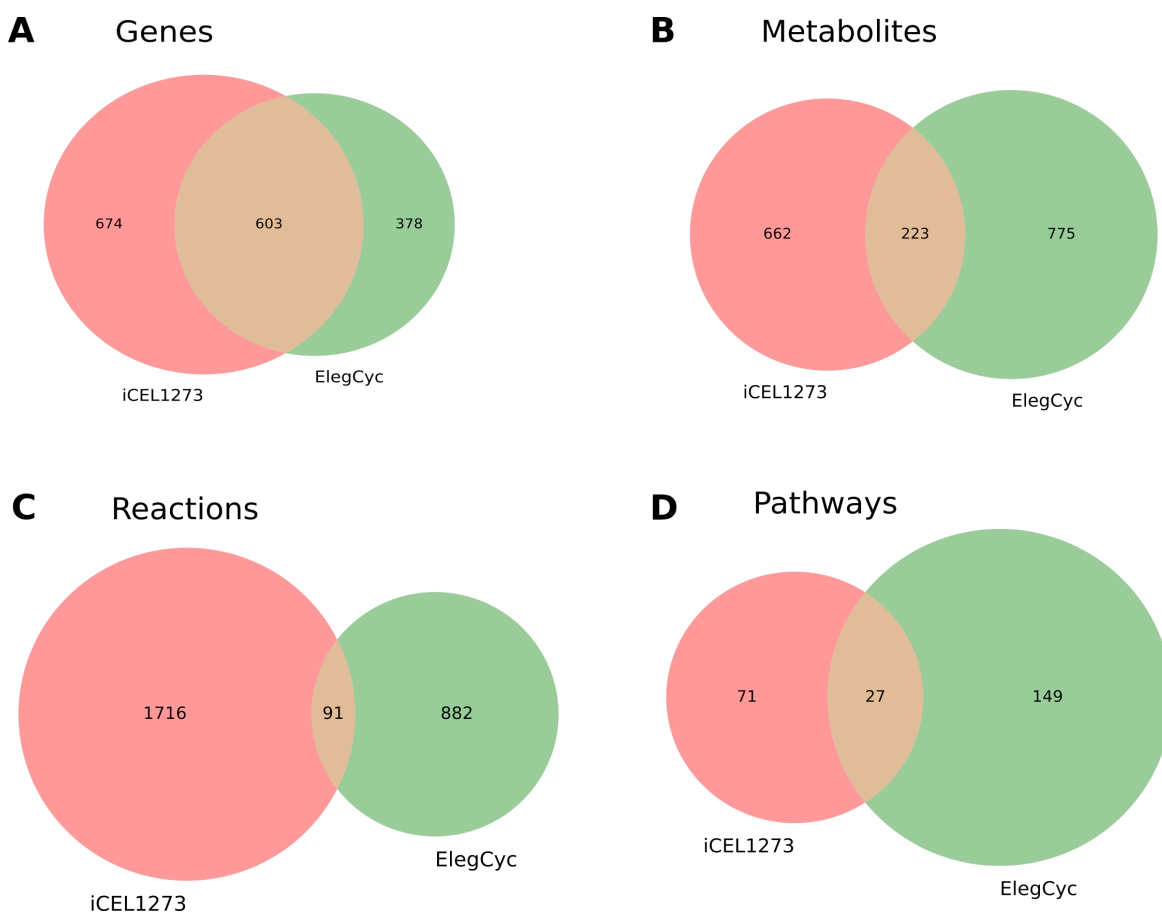 A Genes
674 603 378
ElegCyc
iCEL1273
B Metabolites
662 223 775
iCEL1273
ElegCyc
C Reactions
1716 91 882
ElegCyc
iCEL1273
D Pathways
71 27 149
iCEL1273
ElegCyc